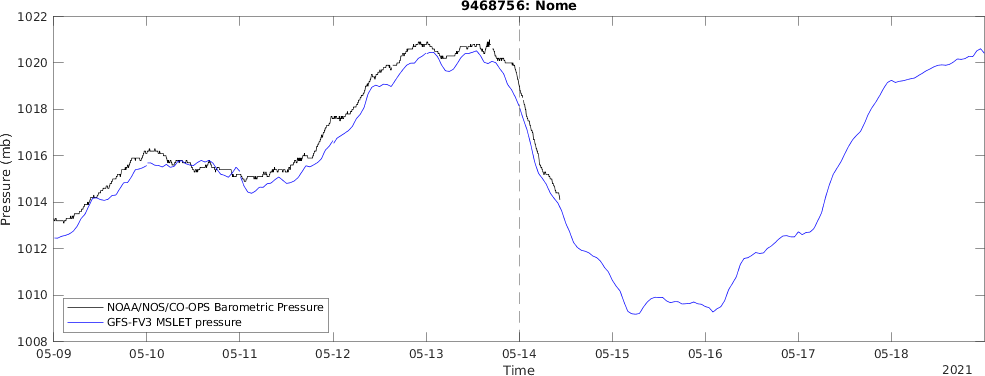 9468756: Nome
1022
1020
1018
1016
1014
1012
1010
1008
Pressure (mb)
NOAA/NOS/CO-OPS Barometric Pressure
GFS-FV3 MSLET pressure
05-09 05-10 05-11 05-12 05-13 05-14 05-15 05-16 05-17 05-18
Time
2021